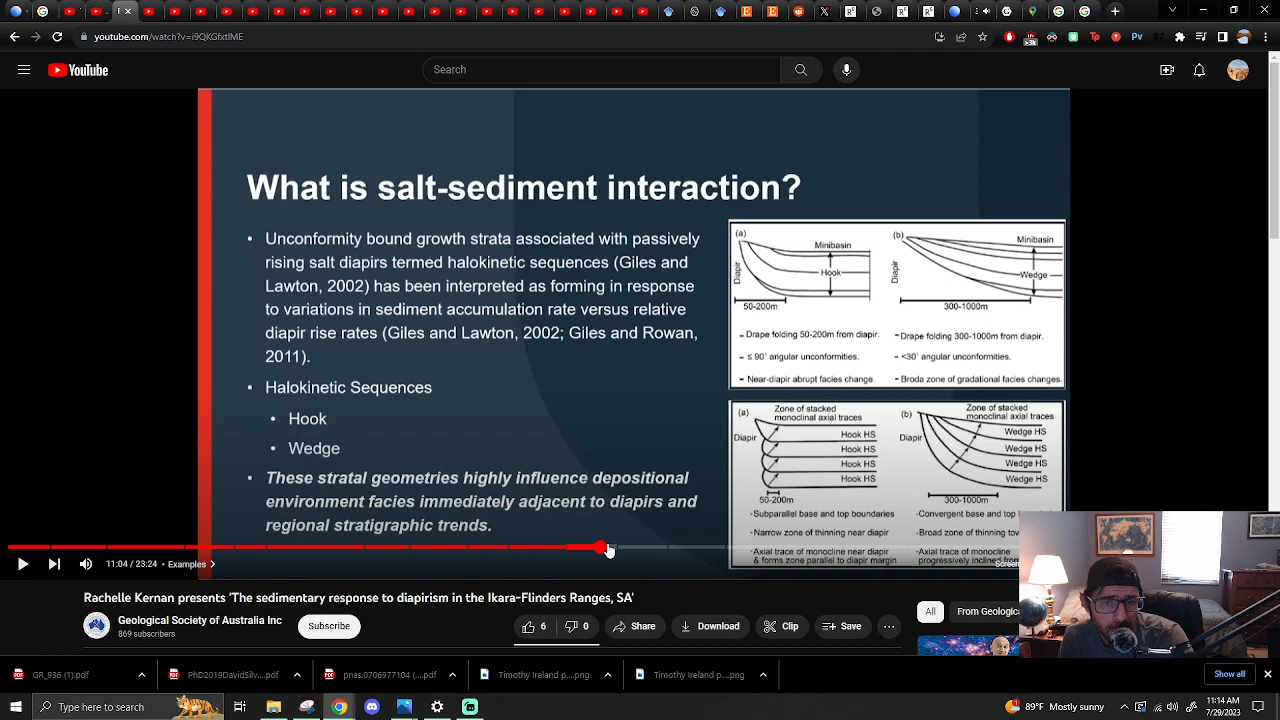 youtube.com/watch?v=i9QKGfxtIME
YouTube
Search
What is salt-sediment interaction?
• Unconformity bound growth strata associated with passively
rising salt diapirs termed halokinetic sequences (Giles and
Lawton, 2002) has been interpreted as forming in response
to variations in sediment accumulation rate versus relative
diapir rise rates (Giles and Lawton, 2002; Giles and Rowan,
2011).
• Halokinetic Sequences
• Hook
• Wedge
• These stratal geometries highly influence depositional
environment facies immediately adjacent to diapirs and
regional stratigraphic trends.
(a)
Minibasin
Diapir
Hook
50-200m
- Drape folding 50-200m from diapir.
- ≤ 90° angular unconformities.
- Near-diapir abrupt facies change.
(b)
Minibasin
Diapir
Wedge
300-1000m
- Drape folding 300-1000m from diapir.
- <30° angular unconformities.
- Broda zone of gradational facies changes.
(a)
Zone of stacked
monoclinal axial traces
Diapir
Hook HS
Hook HS
Hook HS
Hook HS
50-200m
-Subparallel base and top boundaries
-Narrow zone of thinning near diapir
-Axial trace of monocline near diapir
& forms zone parallel to diapir margin
(b)
Zone of stacked
monoclinal axial traces
Diapir
Wedge HS
Wedge HS
Wedge HS
Wedge HS
300-1000m
-Convergent base and top
-Broad zone of thinning
-Axial trace of monocline
progressively inclined
11:04 / 23:24 • Examples
Rachelle Kernan presents 'The sedimentary response to diapirism in the Ikara-Flinders Ranges, SA'
Geological Society of Australia Inc
869 subscribers
Subscribe
6
0
Share
Download
Clip
Save
All
GR_936 (1).pdf
PhD2019DavidSilv....pdf
pnas.0706977104 (....pdf
Timothy Ireland p....png
Timothy Ireland p....png
Show all
Type here to search
89°F Mostly sunny
11:14 AM